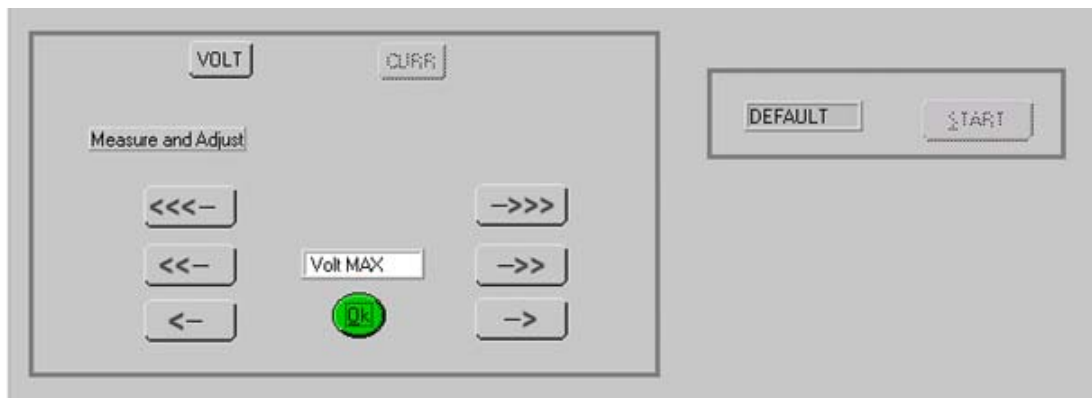 VOLT
CURR
Measure and Adjust
<<<-
->>>
<<-
Volt MAX
->>
<-
Ok
->
DEFAULT
START